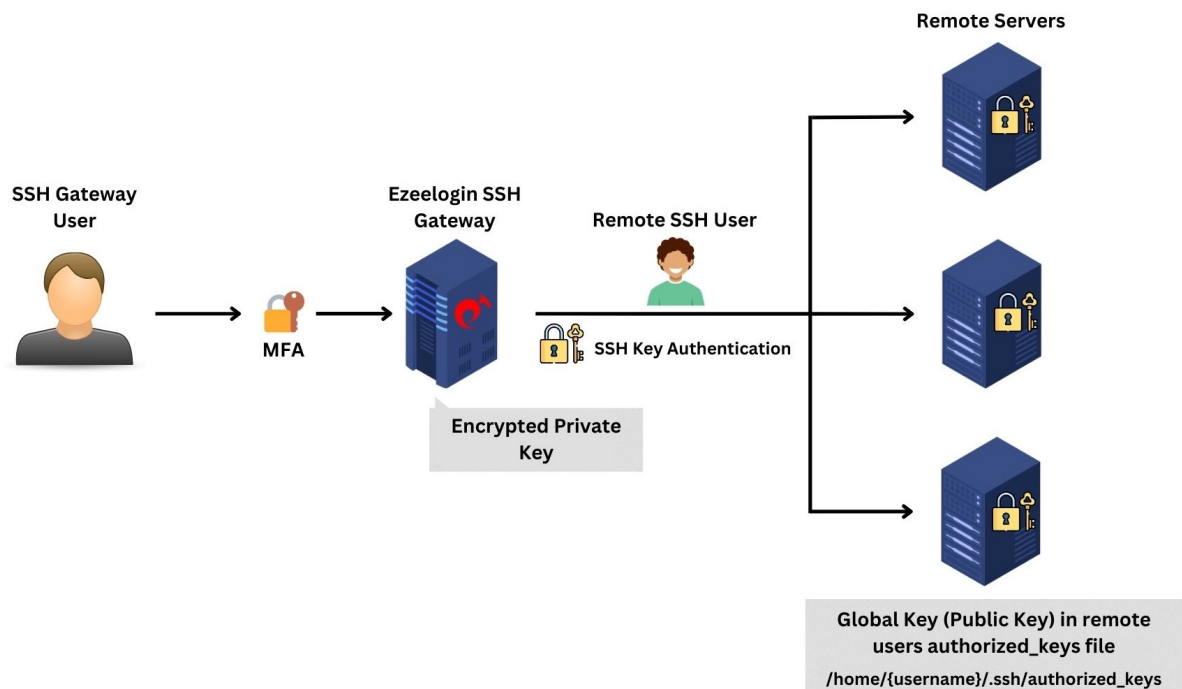 Remote Servers
SSH Gateway
User
Ezeelogin SSH
Gateway
Remote SSH User
MFA
SSH Key Authentication
Encrypted Private
Key
Global Key (Public Key) in remote
users authorized_keys file
/home/{username}/.ssh/authorized_keys